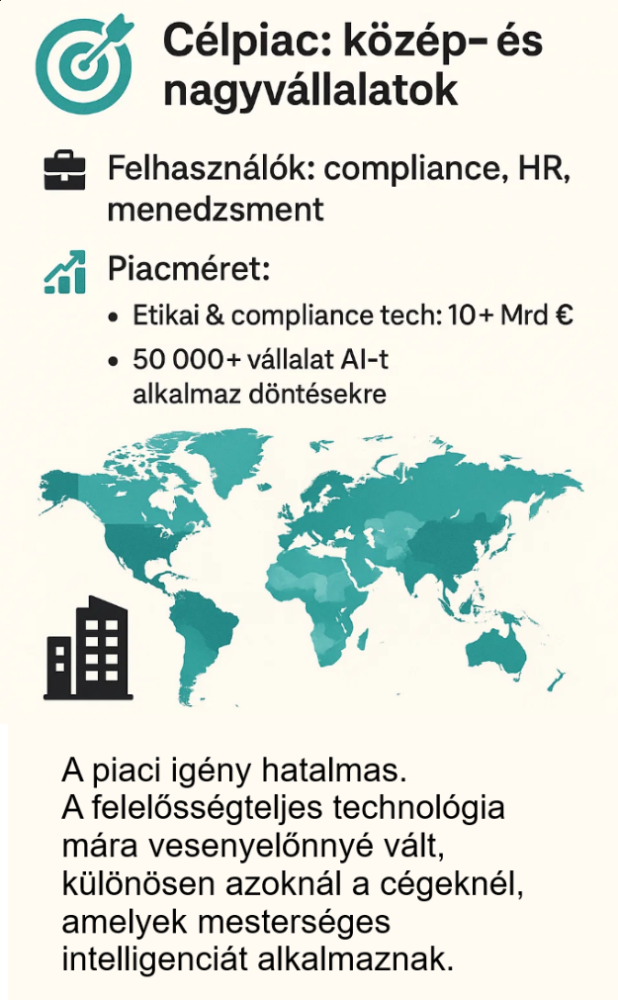 Célpiac: közép- és
nagyvállalatok
Felhasználók: compliance, HR,
menedzsment
Piacméret:
• Etikai & compliance tech: 10+ Mrd €
• 50 000+ vállalat AI-t
alkalmaz döntésekre
A piaci igény hatalmas.
A felelősségteljes technológia
mára vesenyelőnnyé vált,
különösen azoknál a cégeknél,
amelyek mesterséges
intelligenciát alkalmaznak.